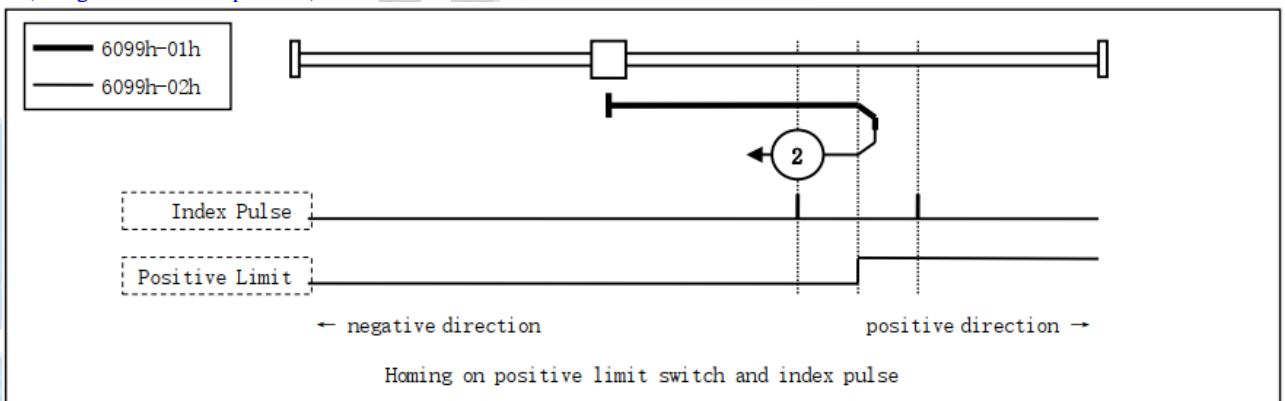 6099h-01h
6099h-02h
2
Index Pulse
Positive Limit
← negative direction
positive direction →
Homing on positive limit switch and index pulse